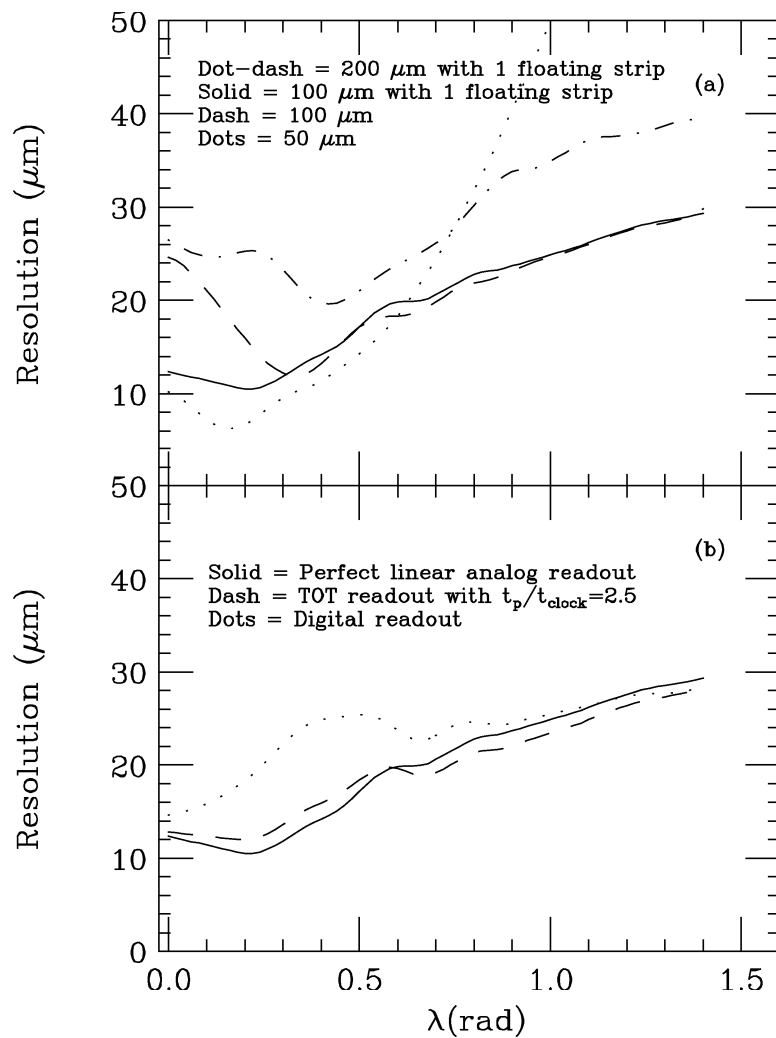 50
Dot-dash = 200 μm with 1 floating strip
(a)
Solid = 100 μm with 1 floating strip
40
Dash = 100 μm
Dots = 50 μm
30
20
10
Resolution (μm)
50
(b)
Solid = Perfect linear analog readout
40
Dash = TOT readout with tp/tclock=2.5
Dots = Digital readout
30
20
10
0
Resolution (μm)
0.0 0.5 1.0 1.5
λ(rad)